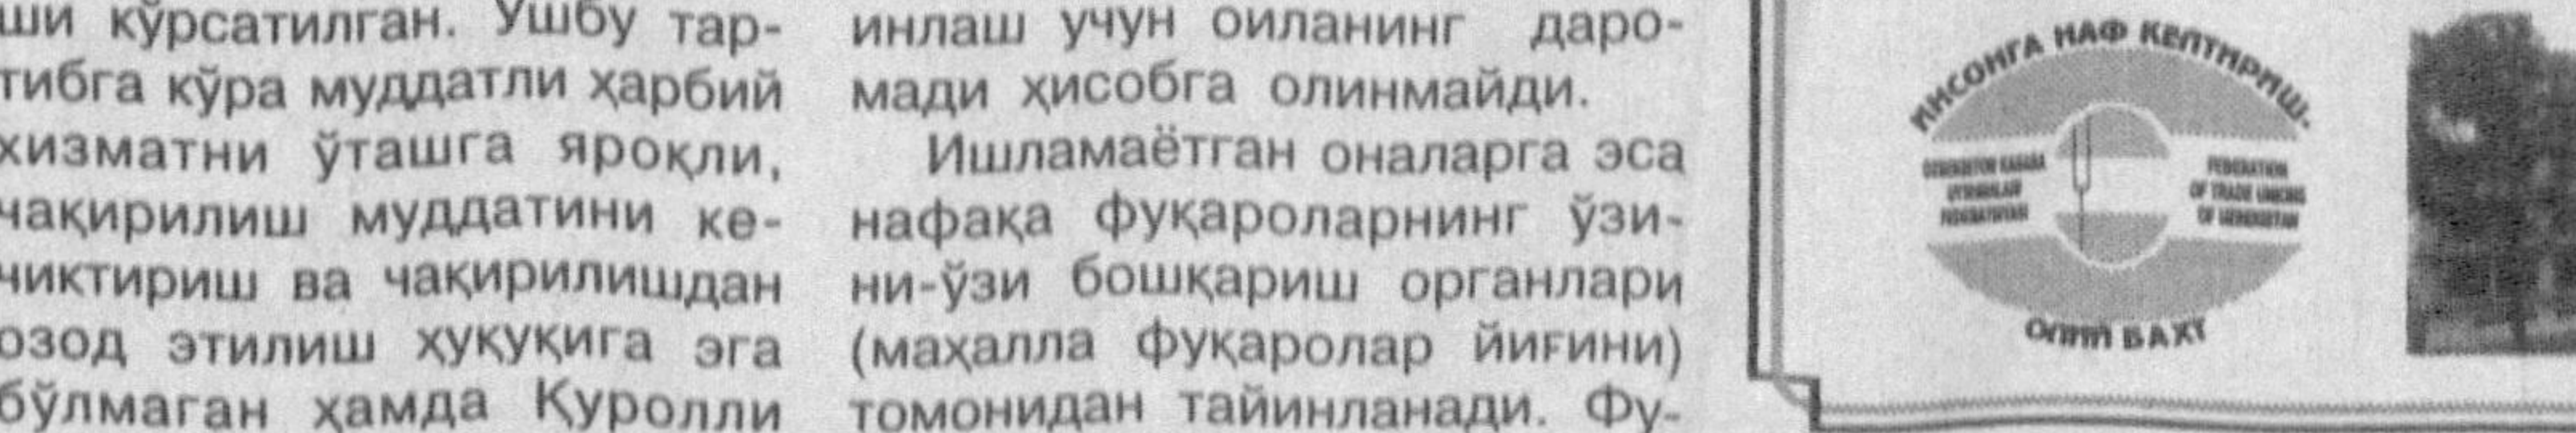 ши кўрсатилган. Ушбу тар-
тибга кўра муддатли ҳарбий
хизматни ўташга яроқли,
чақирилиш муддатини ке-
чиктириш ва чақирилишдан
озод этилиш ҳуқуқига эга
бўлмаган ҳамда Қуролли
инлаш учун оиланинг даро-
мади ҳисобга олинмайди.
Ишламаётган оналарга эса
нафақа фуқароларнинг ўзи-
ни-ўзи бошқариш органлари
(маҳалла фуқаролар йиғини)
томонидан тайинланади. Фу-
ИНСОНГА НАФ КЕЛТИРИШ-
FEDERATION
OF TRADE UNIONS
OF UZBEKISTAN
ОЛИЙ БАХТ